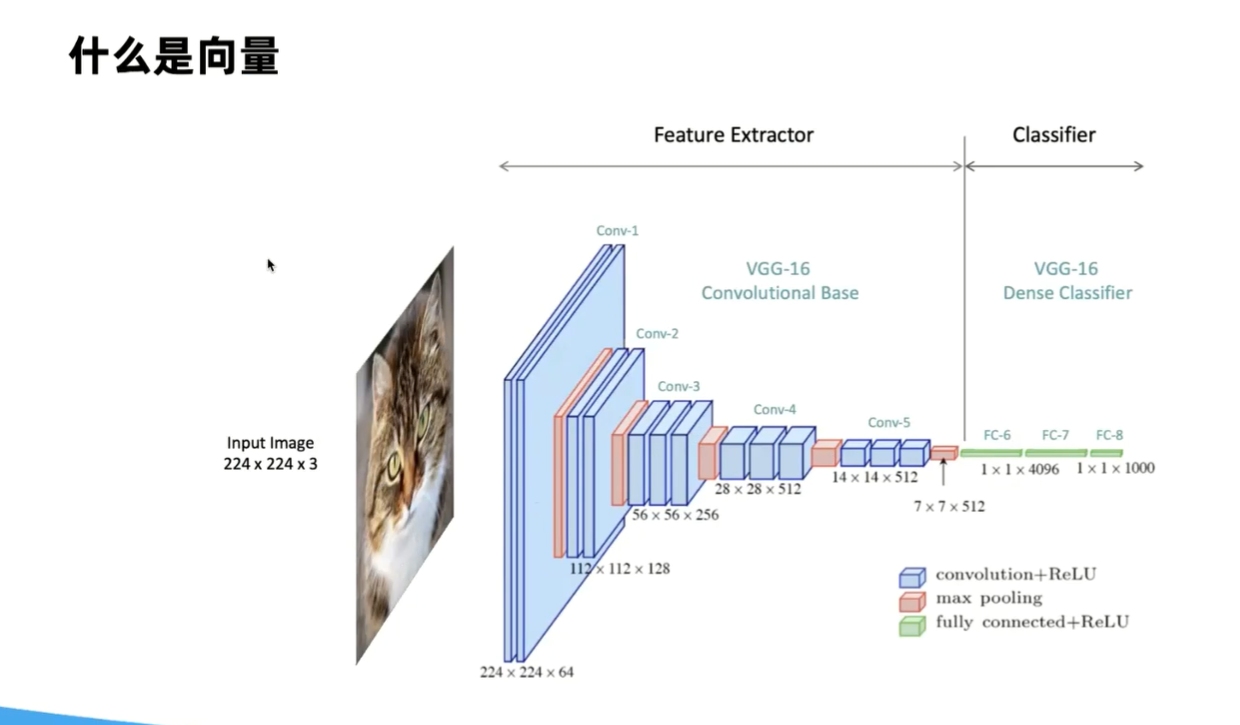 什么是向量
Feature Extractor
Classifier
Conv-1
VGG-16
Convolutional Base
VGG-16
Dense Classifier
Conv-2
Conv-3
Conv-4
Conv-5
FC-6
FC-7
FC-8
Input Image
224 x 224 x 3
1 × 1 × 4096
1 × 1 × 1000
14 × 14 × 512
28 × 28 × 512
7 × 7 × 512
56 × 56 × 256
112 × 112 × 128
224 × 224 × 64
convolution+ReLU
max pooling
fully connected+ReLU